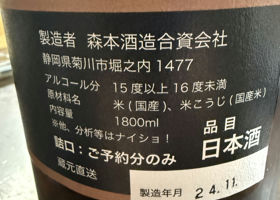 製造者 森本酒造合資会社
静岡県菊川市堀之内1477
アルコール分 15度以上16度未満
原材料名 米(国産)、米こうじ(国産米)
内容量 1800ml
※他、分析等はナイショ!
品目
日本酒
詰口:ご予約分のみ
蔵元直送
製造年月 24.11